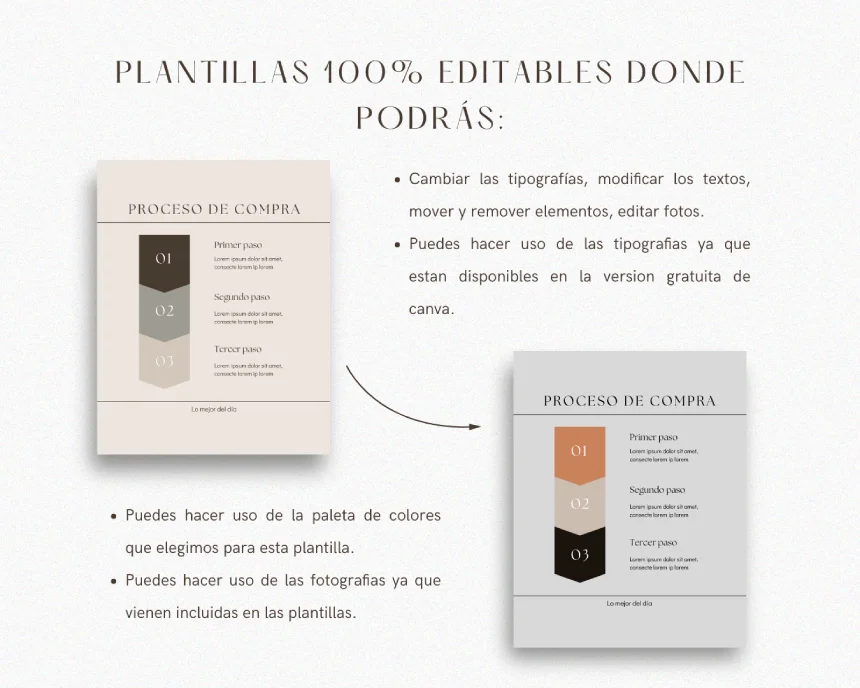 PLANTILLAS 100% EDITABLES DONDE
PODRÁS:
PROCESO DE COMPRA
01
Primer paso
Lorem ipsum dolor sit amet,
consecte lorem ip lorem
02
Segundo paso
Lorem ipsum dolor sit amet,
consecte lorem ip lorem
03
Tercer paso
Lorem ipsum dolor sit amet,
consecte lorem ip lorem
Lo mejor del día
• Cambiar las tipografías, modificar los textos,
mover y remover elementos, editar fotos.
• Puedes hacer uso de las tipografias ya que
estan disponibles en la version gratuita de
canva.
• Puedes hacer uso de la paleta de colores
que elegimos para esta plantilla.
• Puedes hacer uso de las fotografias ya que
vienen incluidas en las plantillas.
PROCESO DE COMPRA
01
Primer paso
Lorem ipsum dolor sit amet,
consecte lorem ip lorem
02
Segundo paso
Lorem ipsum dolor sit amet,
consecte lorem ip lorem
03
Tercer paso
Lorem ipsum dolor sit amet,
consecte lorem ip lorem
Lo mejor del día